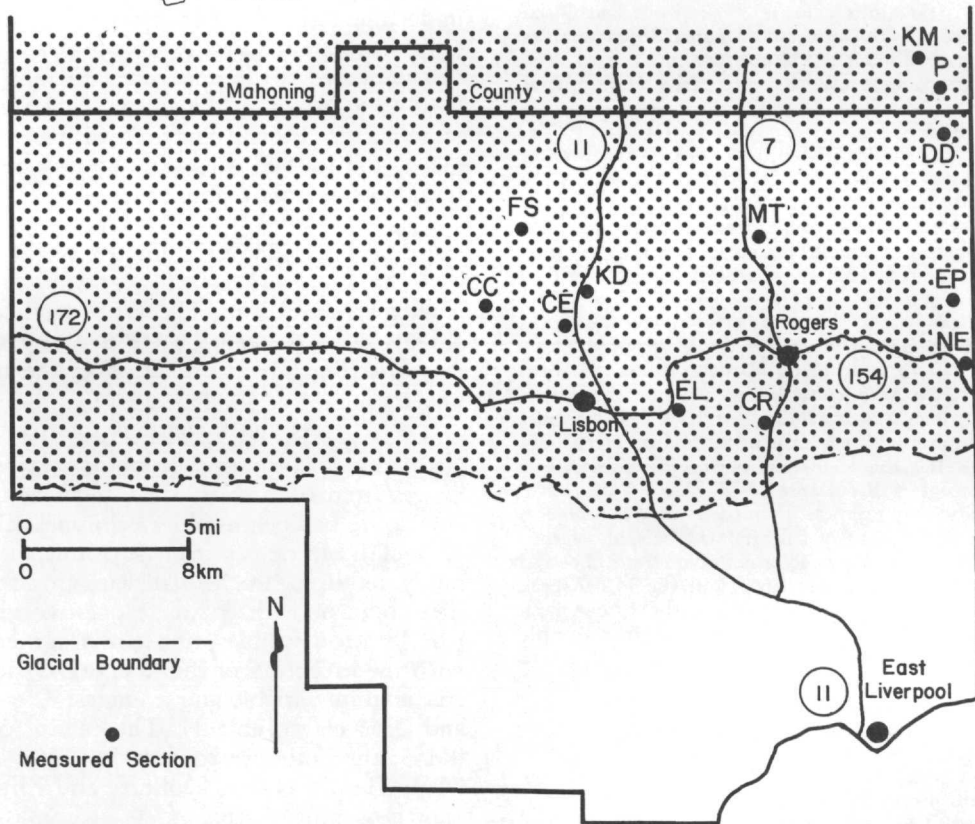 KM
P
Mahoning County
11
7
DD
FS
MT
CC
KD
EP
CE
172
Rogers
NE
154
EL
CR
Lisbon
0 5mi
0 8km
N
Glacial Boundary
11
East
Liverpool
Measured Section